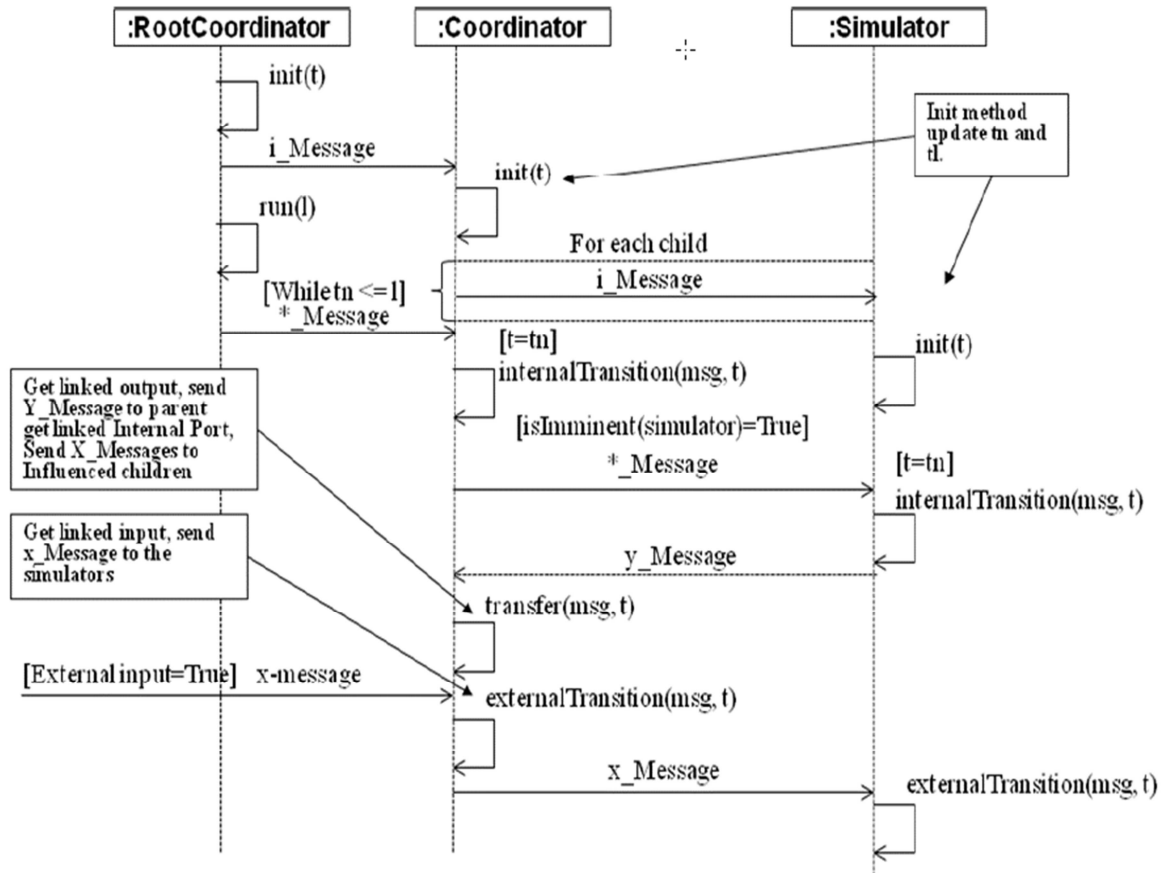 :RootCoordinator
:Coordinator
:Simulator
init(t)
Init method
update tn and
tl.
i_Message
init(t)
run(l)
For each child
[While tn <=l]
i_Message
*_Message
[t=tn]
init(t)
internalTransition(msg, t)
Get linked output, send
Y_Message to parent
get linked Internal Port,
Send X_Messages to
Influenced children
[isImminent(simulator)=True]
*_Message
[t=tn]
internalTransition(msg, t)
Get linked input, send
x_Message to the
simulators
y_Message
transfer(msg, t)
[External input=True] x-message
externalTransition(msg, t)
x_Message
externalTransition(msg, t)